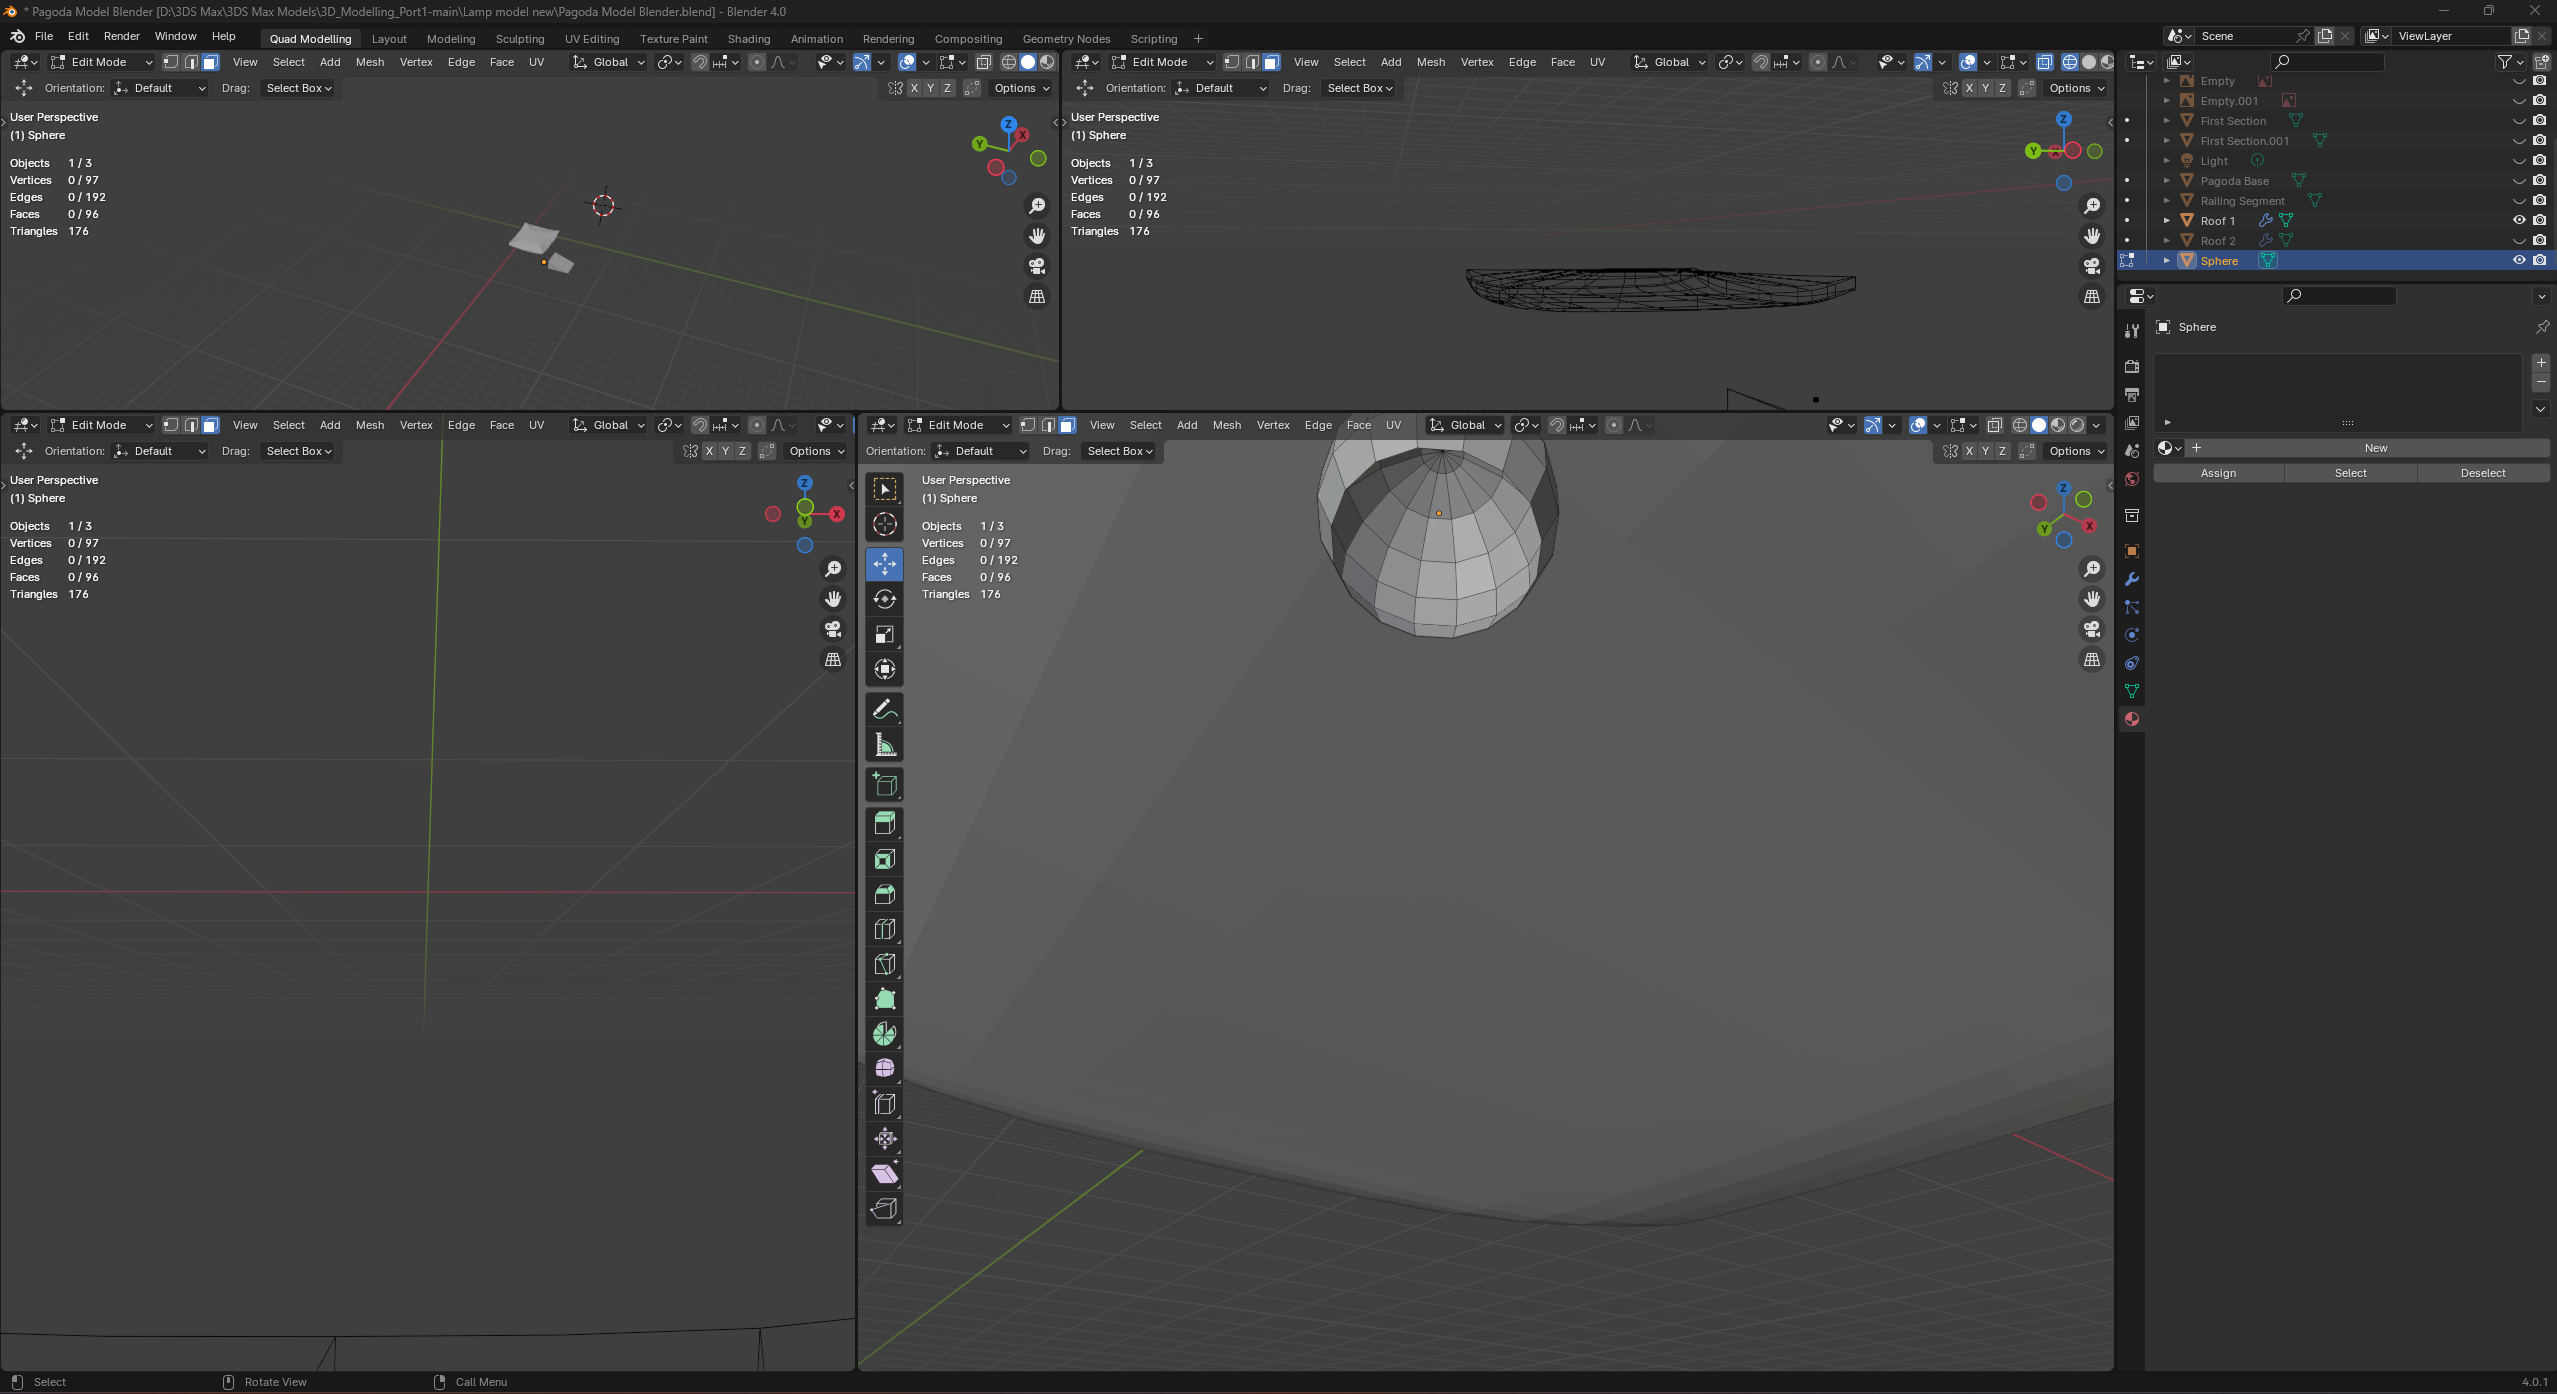 * Pagoda Model Blender [D:\3DS Max\3DS Max Models\3D_Modelling_Port1-main\Lamp model new\Pagoda Model Blender.blend] - Blender 4.0
File Edit Render Window Help Quad Modelling Layout Modeling Sculpting UV Editing Texture Paint Shading Animation Rendering Compositing Geometry Nodes Scripting + Scene ViewLayer
Edit Mode View Select Add Mesh Vertex Edge Face UV Global
Orientation: Default Drag: Select Box X Y Z Options
User Perspective
(1) Sphere
Objects 1 / 3
Vertices 0 / 97
Edges 0 / 192
Faces 0 / 96
Triangles 176
Z
X
Y
Edit Mode View Select Add Mesh Vertex Edge Face UV Global
Orientation: Default Drag: Select Box X Y Z Options
User Perspective
(1) Sphere
Objects 1 / 3
Vertices 0 / 97
Edges 0 / 192
Faces 0 / 96
Triangles 176
Z
Y X
Empty
Empty.001
First Section
First Section.001
Light
Pagoda Base
Railing Segment
Roof 1
Roof 2
Sphere
Sphere
New
Assign Select Deselect
Edit Mode View Select Add Mesh Vertex Edge Face UV Global
Orientation: Default Drag: Select Box X Y Z Options
User Perspective
(1) Sphere
Objects 1 / 3
Vertices 0 / 97
Edges 0 / 192
Faces 0 / 96
Triangles 176
Z
X
Y
Edit Mode View Select Add Mesh Vertex Edge Face UV Global
Orientation: Default Drag: Select Box X Y Z Options
User Perspective
(1) Sphere
Objects 1 / 3
Vertices 0 / 97
Edges 0 / 192
Faces 0 / 96
Triangles 176
Z
X
Y
Select Rotate View Call Menu 4.0.1